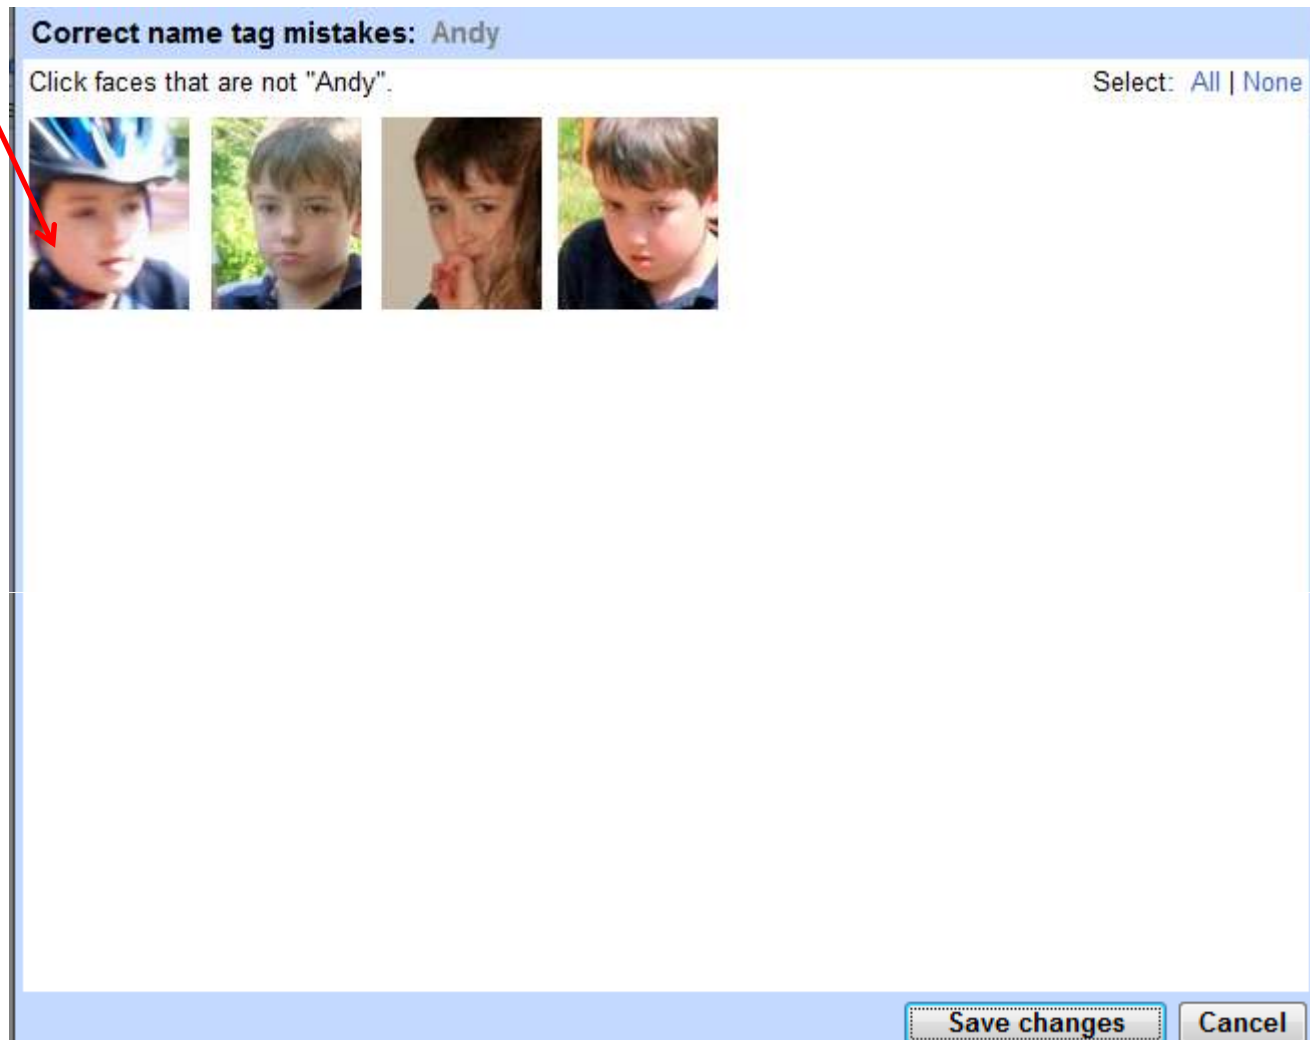 Correct name tag mistakes: Andy
Click faces that are not "Andy". Select: All | None
Save changes Cancel